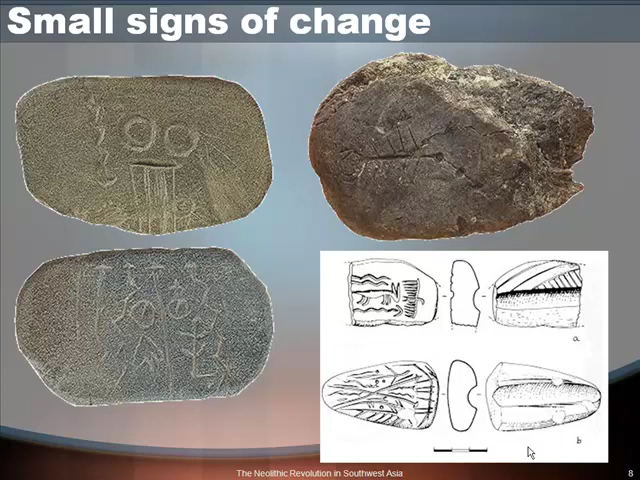 Small signs of change
a
b
The Neolithic Revolution in Southwest Asia
8